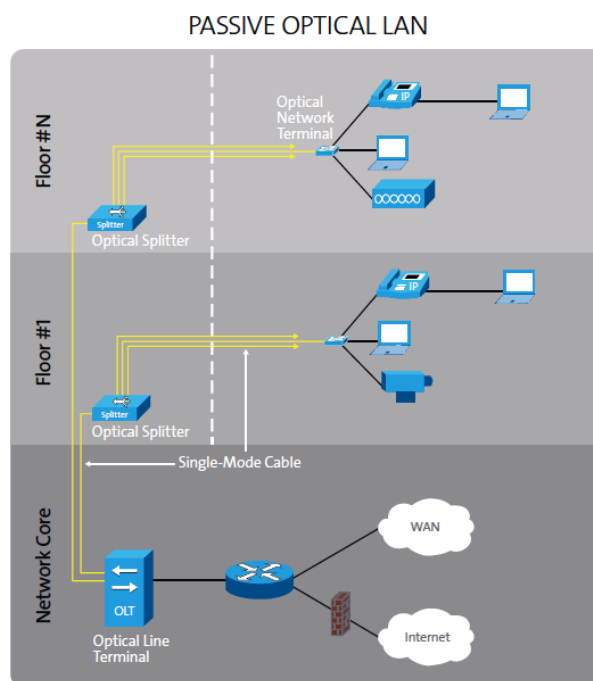 PASSIVE OPTICAL LAN
Floor #N
Optical
Network
Terminal
IP
Splitter
Optical Splitter
Floor #1
IP
Splitter
Optical Splitter
Single-Mode Cable
Network Core
WAN
OLT
Optical Line
Terminal
Internet